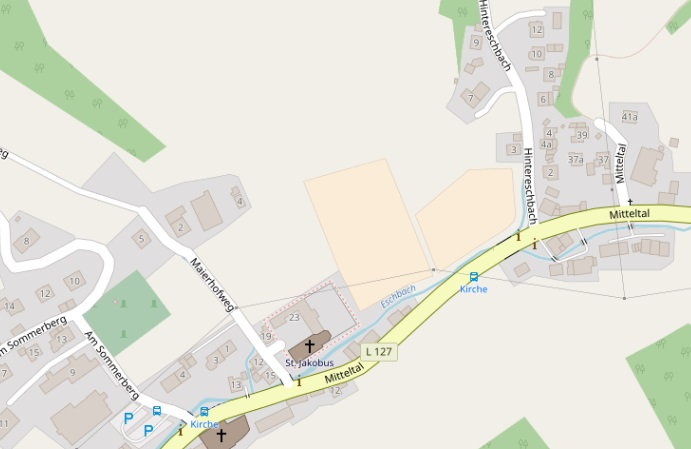 Hintereschbach
12
9
10
8
7
6
41a
4
39
4a
3
37a
37
2
Hintereschbach
Mitteltal
Mitteltal
eg
4
2
5
8
Maierhofweg
Kirche
10
12
14
Eschbach
23
Am Sommerberg
13
15
19
L 127
3
1
St. Jakobus
9
12
15
4
13
Mitteltal
2
Am Sommerberg
11
P
P
Kirche